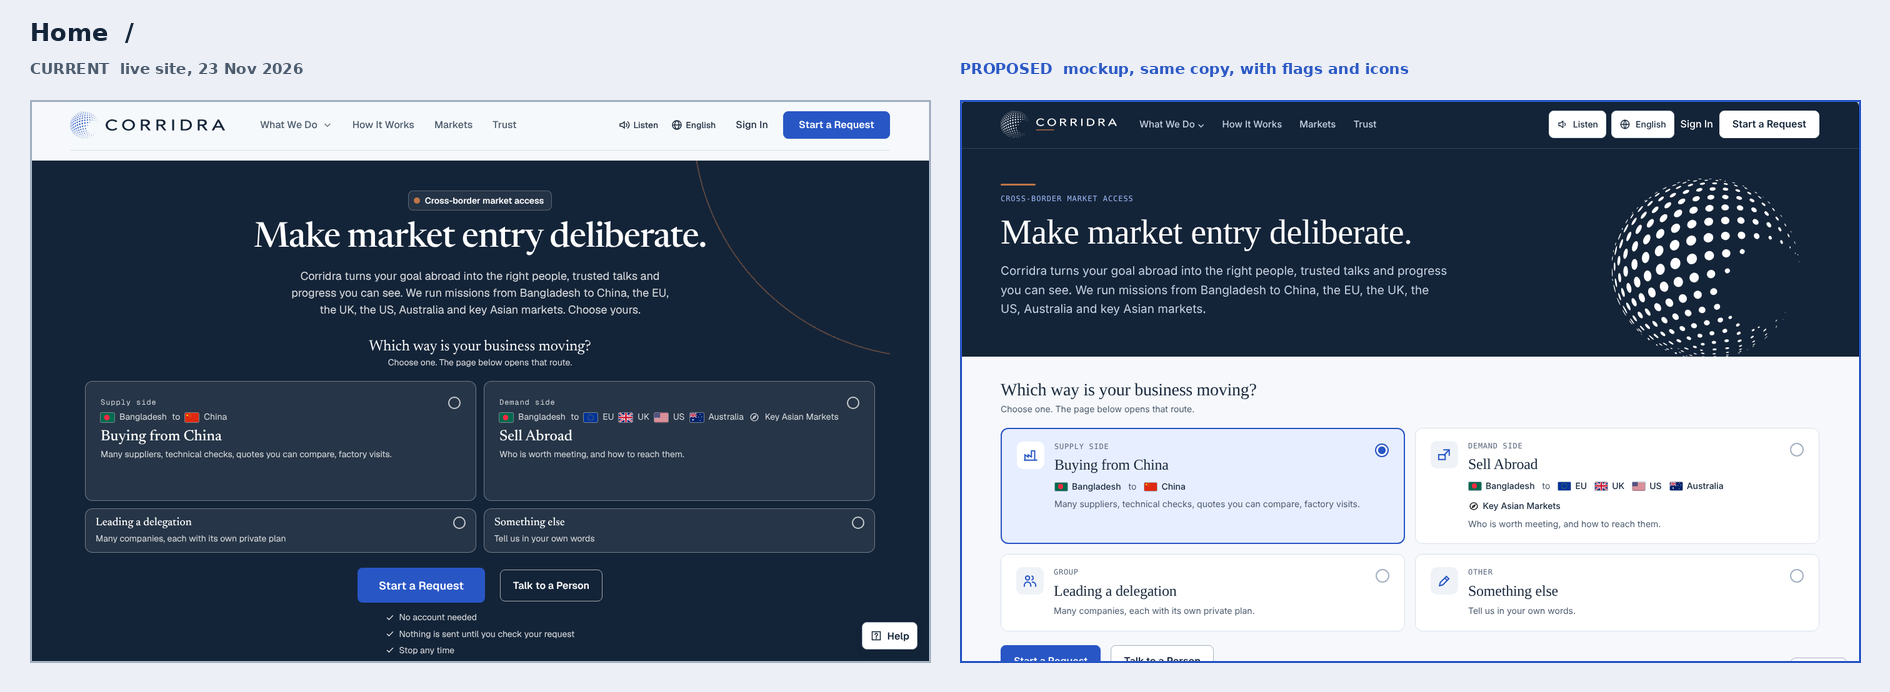 Home /
CURRENT live site, 23 Nov 2026
CORRIDRA What We Do How It Works Markets Trust Listen English Sign In Start a Request
Cross-border market access
Make market entry deliberate.
Corridra turns your goal abroad into the right people, trusted talks and
progress you can see. We run missions from Bangladesh to China, the EU,
the UK, the US, Australia and key Asian markets. Choose yours.
Which way is your business moving?
Choose one. The page below opens that route.
Supply side
Bangladesh to China
Buying from China
Many suppliers, technical checks, quotes you can compare, factory visits.
Demand side
Bangladesh to EU UK US Australia Key Asian Markets
Sell Abroad
Who is worth meeting, and how to reach them.
Leading a delegation
Many companies, each with its own private plan
Something else
Tell us in your own words
Start a Request Talk to a Person
No account needed
Nothing is sent until you check your request
Stop any time
Help
PROPOSED mockup, same copy, with flags and icons
CORRIDRA What We Do How It Works Markets Trust Listen English Sign In Start a Request
CROSS-BORDER MARKET ACCESS
Make market entry deliberate.
Corridra turns your goal abroad into the right people, trusted talks and progress
you can see. We run missions from Bangladesh to China, the EU, the UK, the
US, Australia and key Asian markets.
Which way is your business moving?
Choose one. The page below opens that route.
SUPPLY SIDE
Buying from China
Bangladesh to China
Many suppliers, technical checks, quotes you can compare, factory visits.
DEMAND SIDE
Sell Abroad
Bangladesh to EU UK US Australia
Key Asian Markets
Who is worth meeting, and how to reach them.
GROUP
Leading a delegation
Many companies, each with its own private plan.
OTHER
Something else
Tell us in your own words.
Start a Request Talk to a Person